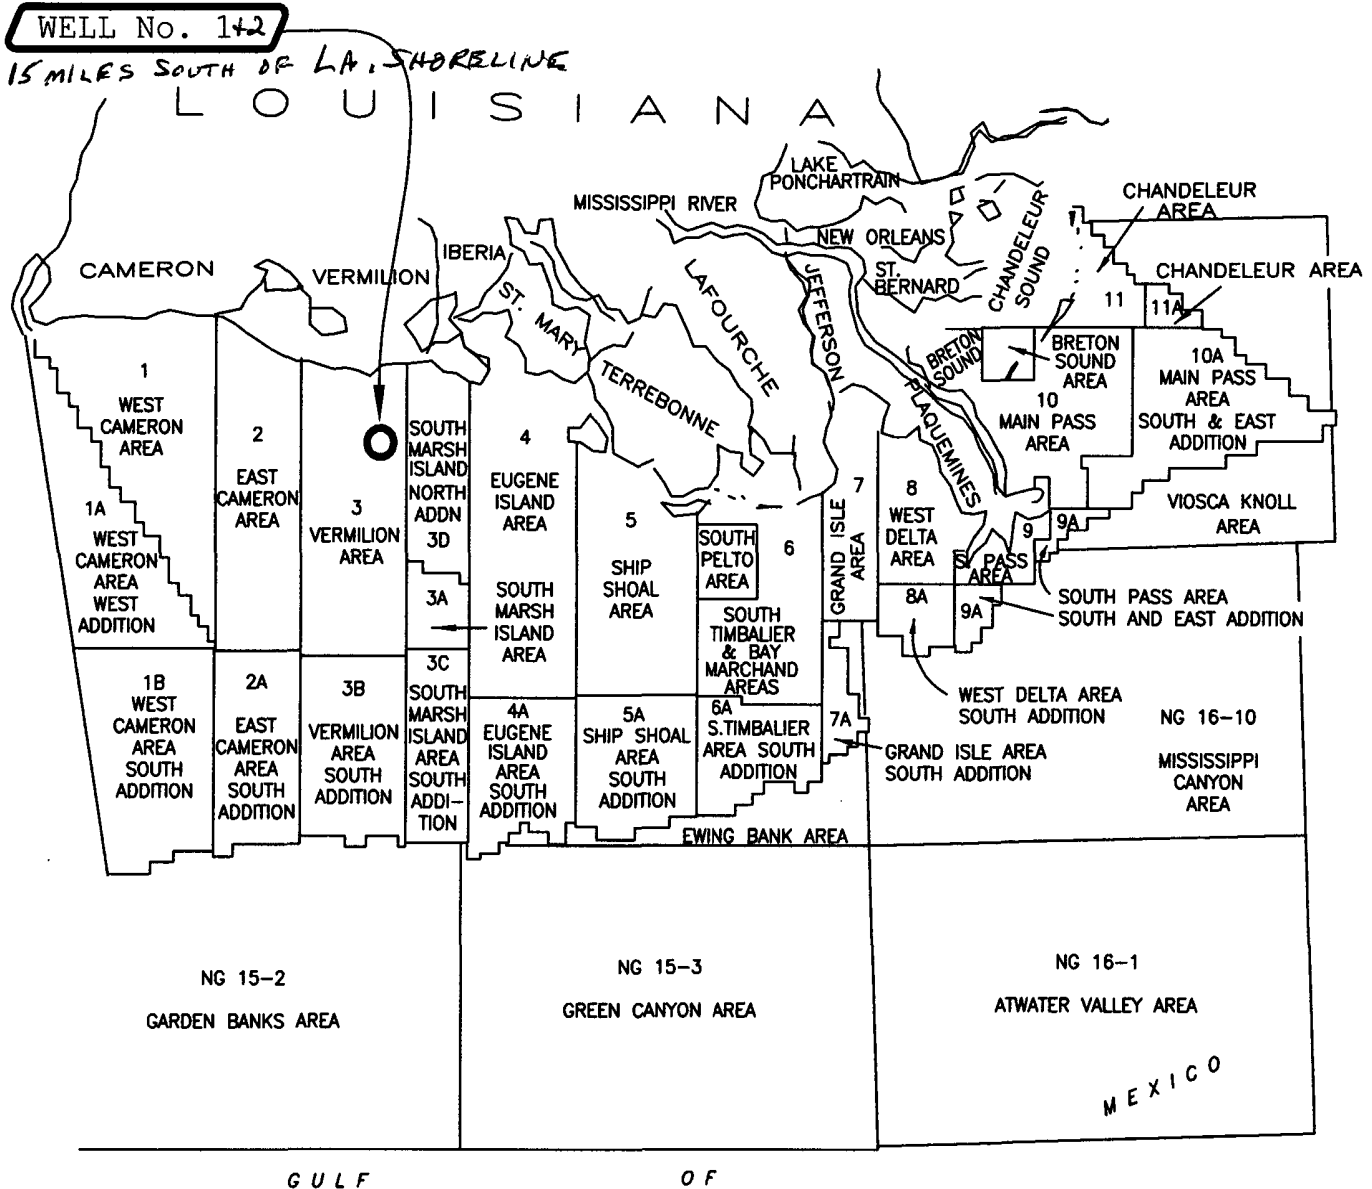 WELL No. 1+2
15 MILES SOUTH OF LA. SHORELINE
LOUISIANA
LAKE
PONCHARTRAIN
MISSISSIPPI RIVER
NEW ORLEANS
ST.
BERNARD
CHANDELEUR
SOUND
CHANDELEUR
AREA
CHANDELEUR AREA
CAMERON
VERMILION
IBERIA
ST. MARY
TERREBONNE
LAFOURCHE
JEFFERSON
PLAQUEMINES
BRETON
SOUND
11
11A
BRETON
SOUND
AREA
10
MAIN PASS
AREA
10A
MAIN PASS
AREA
SOUTH & EAST
ADDITION
VIOSCA KNOLL
AREA
1
WEST
CAMERON
AREA
1A
WEST
CAMERON
AREA
WEST
ADDITION
2
EAST
CAMERON
AREA
3
VERMILION
AREA
SOUTH
MARSH
ISLAND
NORTH
ADDN
3D
3A
SOUTH
MARSH
ISLAND
AREA
4
EUGENE
ISLAND
AREA
5
SHIP
SHOAL
AREA
SOUTH
PELTO
AREA
6
SOUTH
TIMBALIER
& BAY
MARCHAND
AREAS
7
GRAND ISLE
AREA
8
WEST
DELTA
AREA
9
S. PASS
AREA
9A
8A
9A
SOUTH PASS AREA
SOUTH AND EAST ADDITION
WEST DELTA AREA
SOUTH ADDITION
1B
WEST
CAMERON
AREA
SOUTH
ADDITION
2A
EAST
CAMERON
AREA
SOUTH
ADDITION
3B
VERMILION
AREA
SOUTH
ADDITION
3C
SOUTH
MARSH
ISLAND
AREA
SOUTH
ADDI-
TION
4A
EUGENE
ISLAND
AREA
SOUTH
ADDITION
5A
SHIP SHOAL
AREA
SOUTH
ADDITION
6A
S.TIMBALIER
AREA SOUTH
ADDITION
7A
GRAND ISLE AREA
SOUTH ADDITION
NG 16-10
MISSISSIPPI
CANYON
AREA
EWING BANK AREA
NG 15-2
GARDEN BANKS AREA
NG 15-3
GREEN CANYON AREA
NG 16-1
ATWATER VALLEY AREA
GULF OF MEXICO